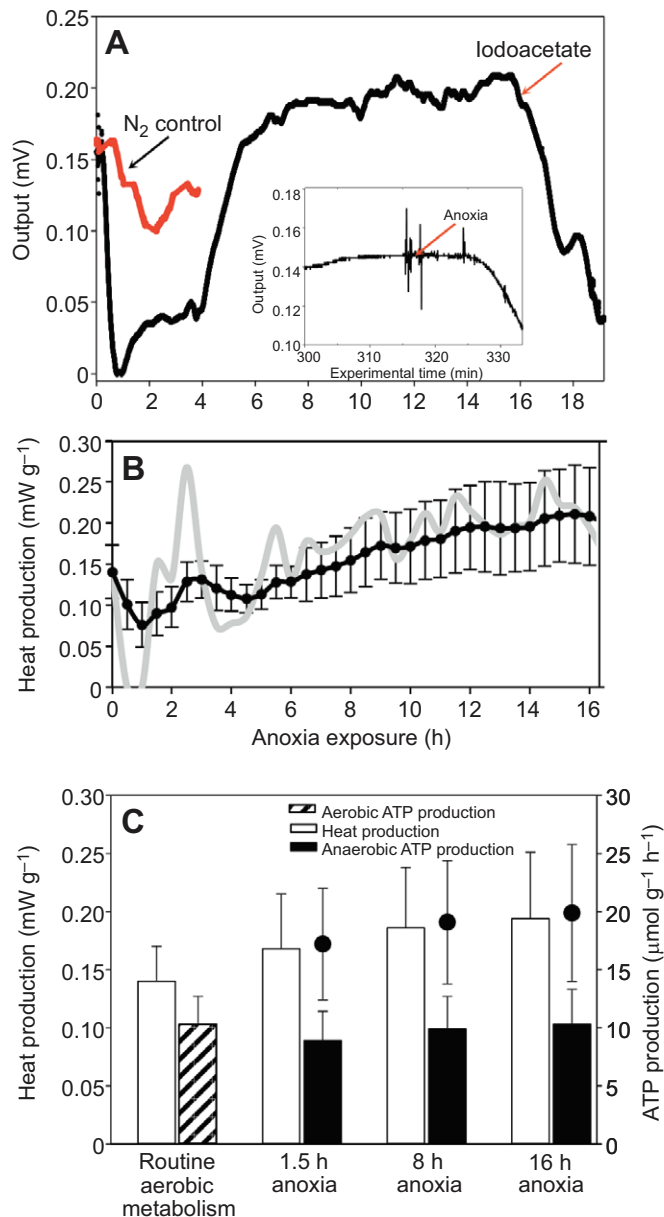 A
0.25
0.20
0.15
0.10
0.05
0
Output (mV)
N2 control
Iodoacetate
0.18
0.16
0.14
0.12
0.10
Output (mV)
Anoxia
300 310 320 330
Experimental time (min)
0 2 4 6 8 10 12 14 16 18
B
0.30
0.25
0.20
0.15
0.10
0.05
0
Heat production (mW g−1)
0 2 4 6 8 10 12 14 16
Anoxia exposure (h)
C
0.30
0.25
0.20
0.15
0.10
0.05
0
Heat production (mW g−1)
Aerobic ATP production
Heat production
Anaerobic ATP production
30
25
20
15
10
5
0
ATP production (μmol g−1 h−1)
Routine 1.5 h 8 h 16 h
aerobic anoxia anoxia anoxia
metabolism